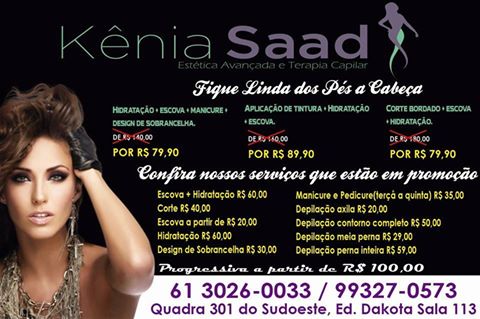 Kênia Saad
Estética Avançada e Terapia Capilar
Fique Linda dos Pés a Cabeça
HIDRATAÇÃO + ESCOVA + MANICURE +
DESIGN DE SOBRANCELHA.
DE R$ 140,00
POR R$ 79,90
APLICAÇÃO DE TINTURA + HIDRATAÇÃO
+ ESCOVA.
DE R$ 160,00
POR R$ 89,90
CORTE BORDADO + ESCOVA
+ HIDRATAÇÃO.
DE R$ 180,00
POR R$ 79,90
Confira nossos serviços que estão em promoção
Escova + Hidratação R$ 60,00
Corte R$ 40,00
Escova a partir de R$ 20,00
Hidratação R$ 60,00
Design de Sobrancelha R$ 30,00
Manicure e Pedicure(terça a quinta) R$ 35,00
Depilação axila R$ 20,00
Depilação contorno completo R$ 50,00
Depilação meia perna R$ 29,00
Depilação perna inteira R$ 59,00
Progressiva a partir de R$ 100,00
61 3026-0033 / 99327-0573
Quadra 301 do Sudoeste, Ed. Dakota Sala 113